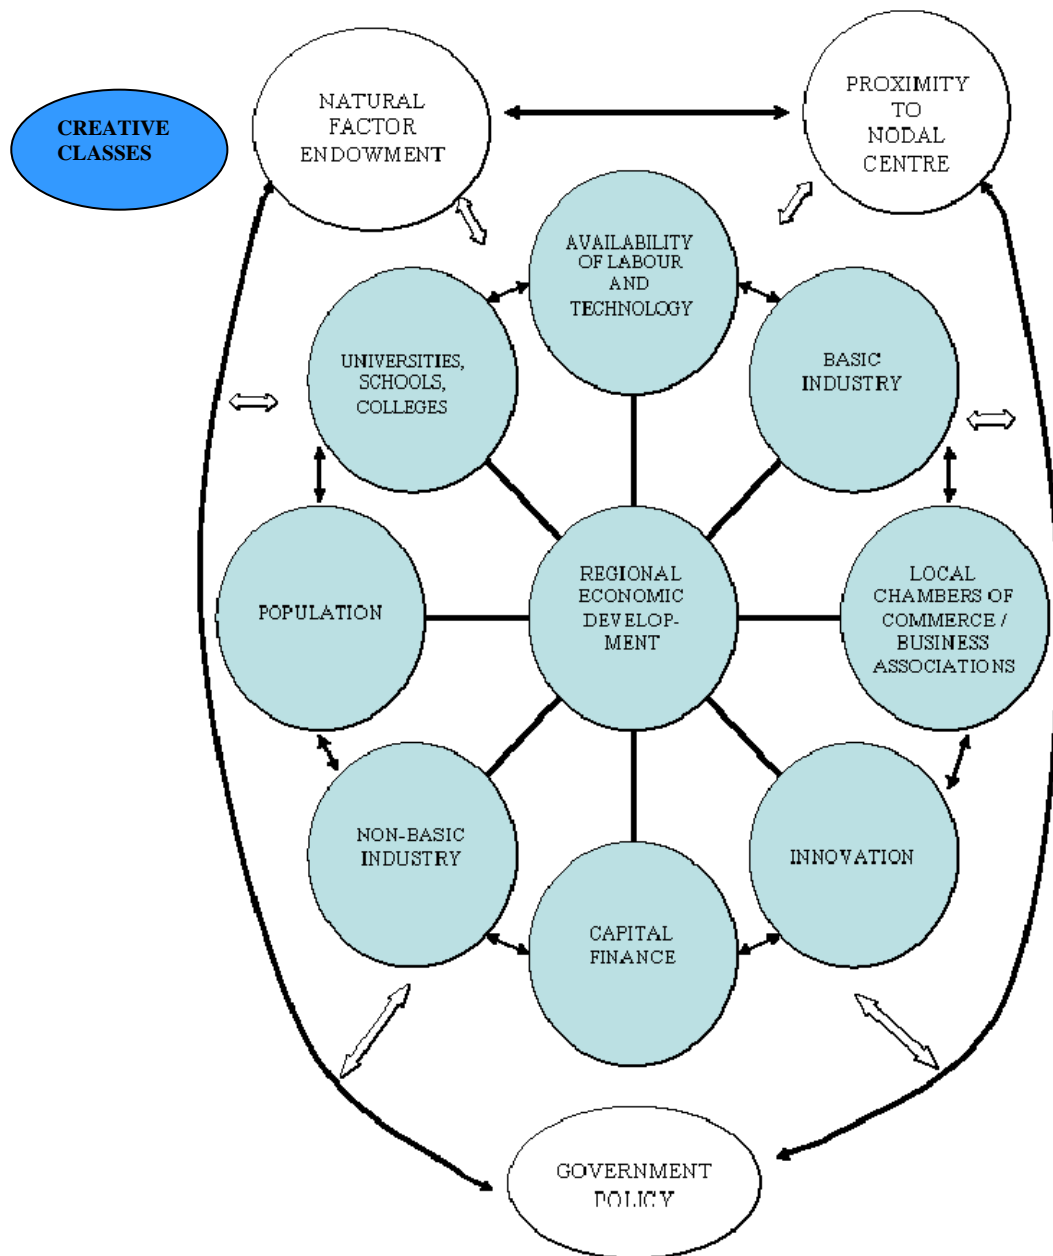 CREATIVE
CLASSES
NATURAL
FACTOR
ENDOWMENT
PROXIMITY
TO
NODAL
CENTRE
AVAILABILITY
OF LABOUR
AND
TECHNOLOGY
UNIVERSITIES,
SCHOOLS,
COLLEGES
BASIC
INDUSTRY
POPULATION
REGIONAL
ECONOMIC
DEVELOP-
MENT
LOCAL
CHAMBERS OF
COMMERCE /
BUSINESS
ASSOCIATIONS
NON-BASIC
INDUSTRY
INNOVATION
CAPITAL
FINANCE
GOVERNMENT
POLICY